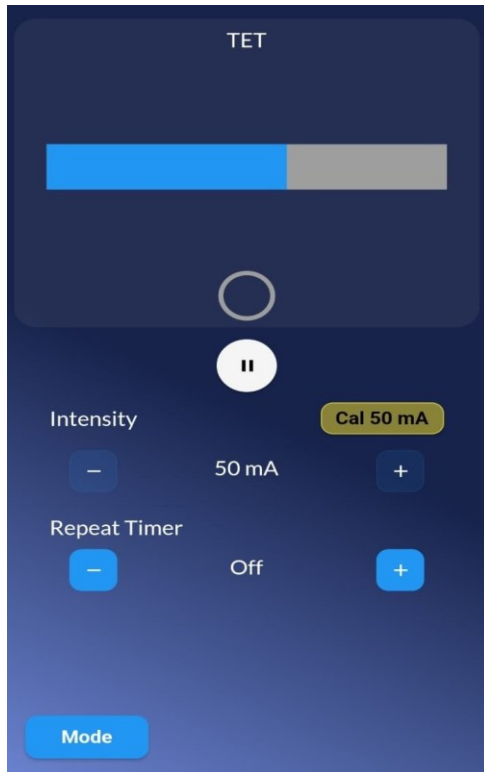 TET
Intensity
Cal 50 mA
− 50 mA +
Repeat Timer
− Off +
Mode